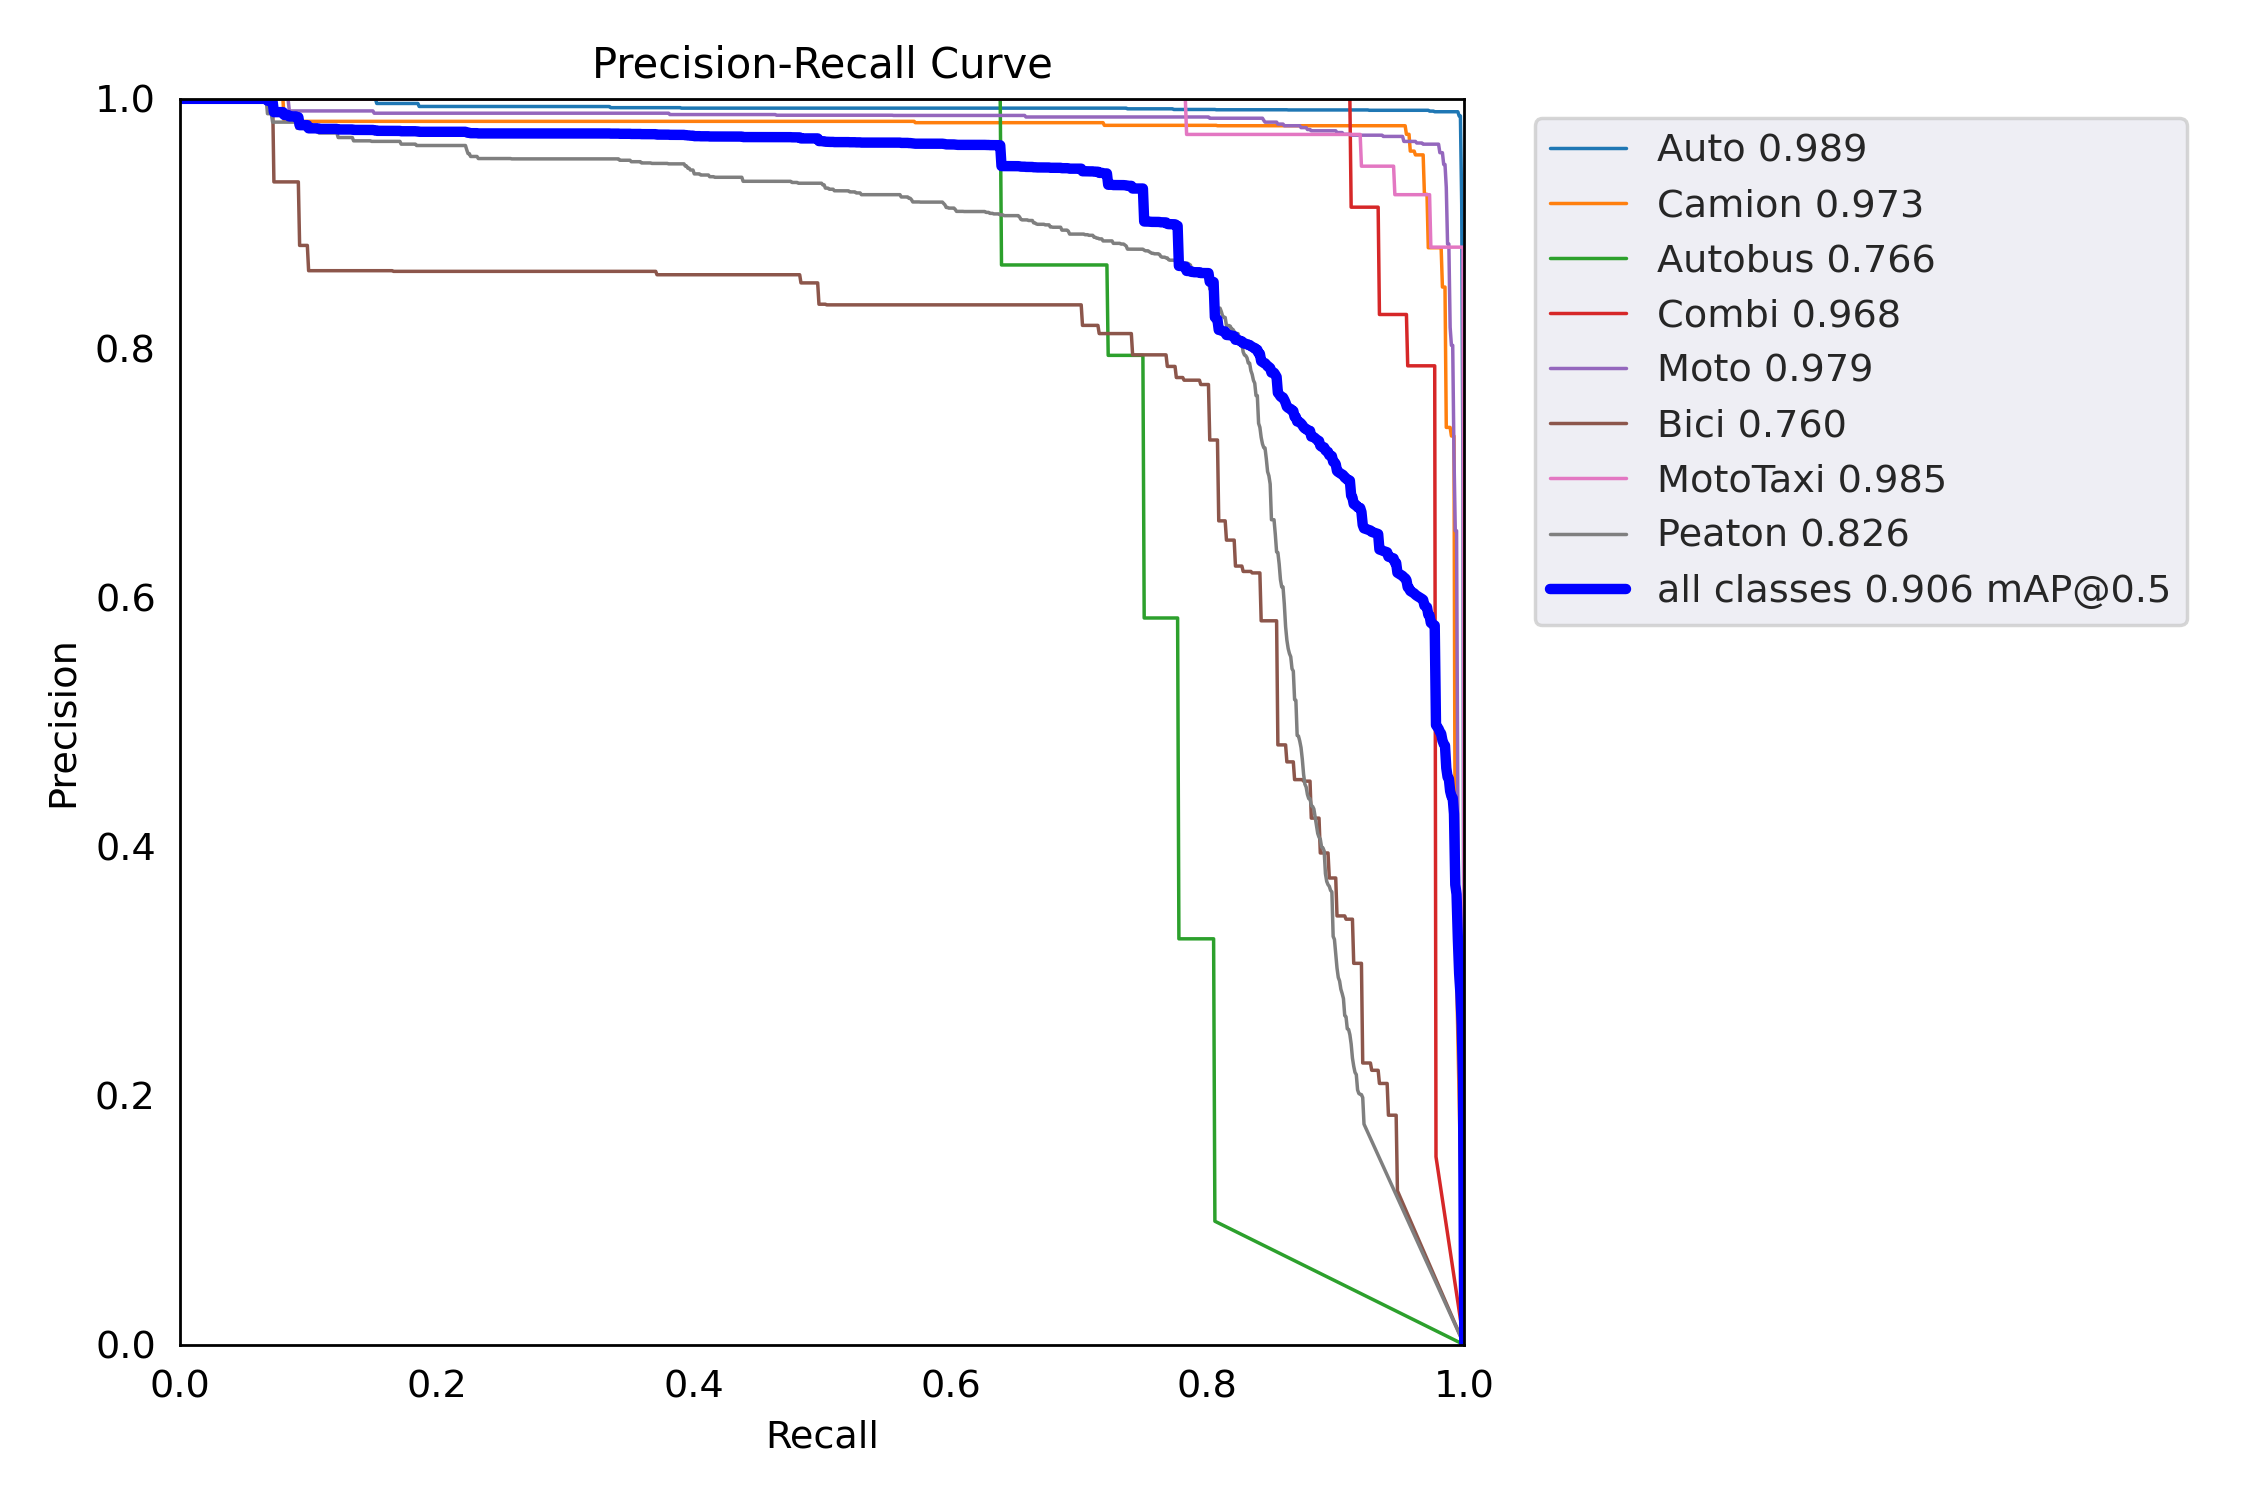 Precision-Recall Curve
1.0
0.8
0.6
0.4
0.2
0.0
Precision
0.0 0.2 0.4 0.6 0.8 1.0
Recall
Auto 0.989
Camion 0.973
Autobus 0.766
Combi 0.968
Moto 0.979
Bici 0.760
MotoTaxi 0.985
Peaton 0.826
all classes 0.906 mAP@0.5